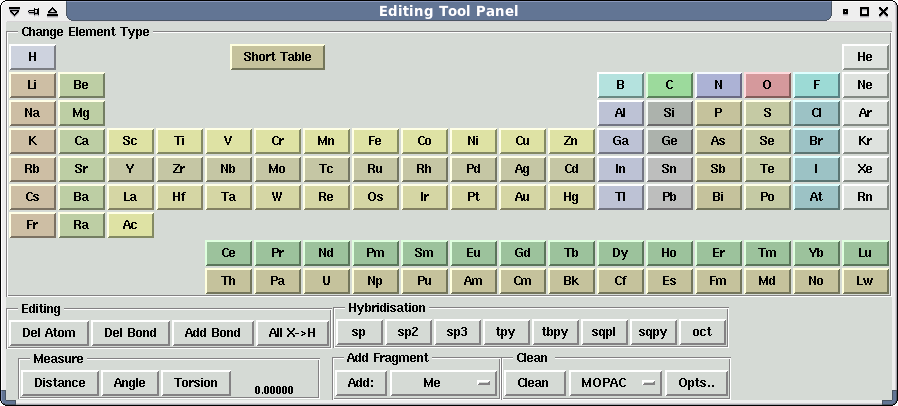 Editing Tool Panel
Change Element Type
H Short Table He
Li Be B C N O F Ne
Na Mg Al Si P S Cl Ar
K Ca Sc Ti V Cr Mn Fe Co Ni Cu Zn Ga Ge As Se Br Kr
Rb Sr Y Zr Nb Mo Tc Ru Rh Pd Ag Cd In Sn Sb Te I Xe
Cs Ba La Hf Ta W Re Os Ir Pt Au Hg Tl Pb Bi Po At Rn
Fr Ra Ac
Ce Pr Nd Pm Sm Eu Gd Tb Dy Ho Er Tm Yb Lu
Th Pa U Np Pu Am Cm Bk Cf Es Fm Md No Lw
Editing Hybridisation
Del Atom Del Bond Add Bond All X->H sp sp2 sp3 tpy tbpy sqpl sqpy oct
Measure Add Fragment Clean
Distance Angle Torsion 0.00000 Add: Me Clean MOPAC Opts..